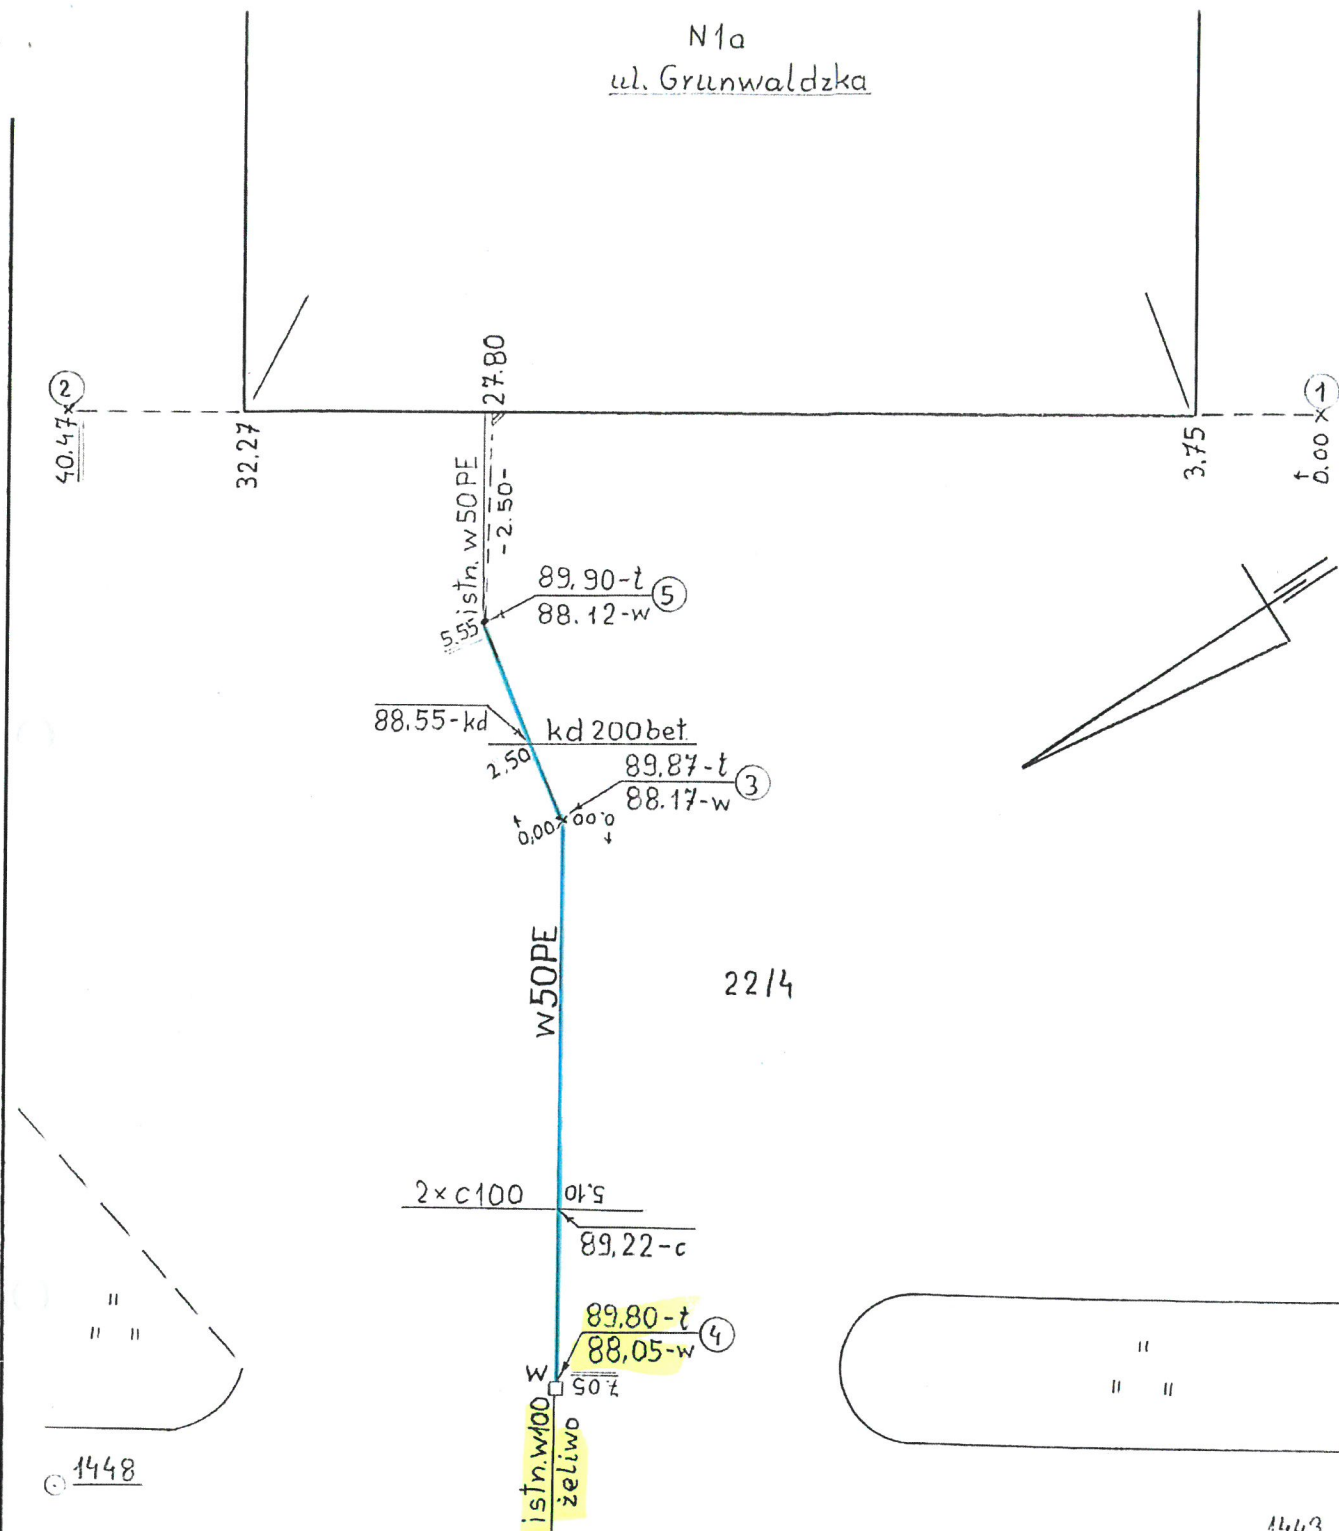 N1a
ul. Grunwaldzka
2
40.47
32.27
27.80
3.75
1
0.00
istn. w50PE
-2.50-
89.90-t
88.12-w
5
5.55
88.55-kd
kd 200bet.
2.50
89.87-t
88.17-w
3
0,00
0.00
w50PE
22/4
2×c100
5.10
89,22-c
89,80-t
88,05-w
4
w
7.05
istn.w100
żeliwo
1448
1443